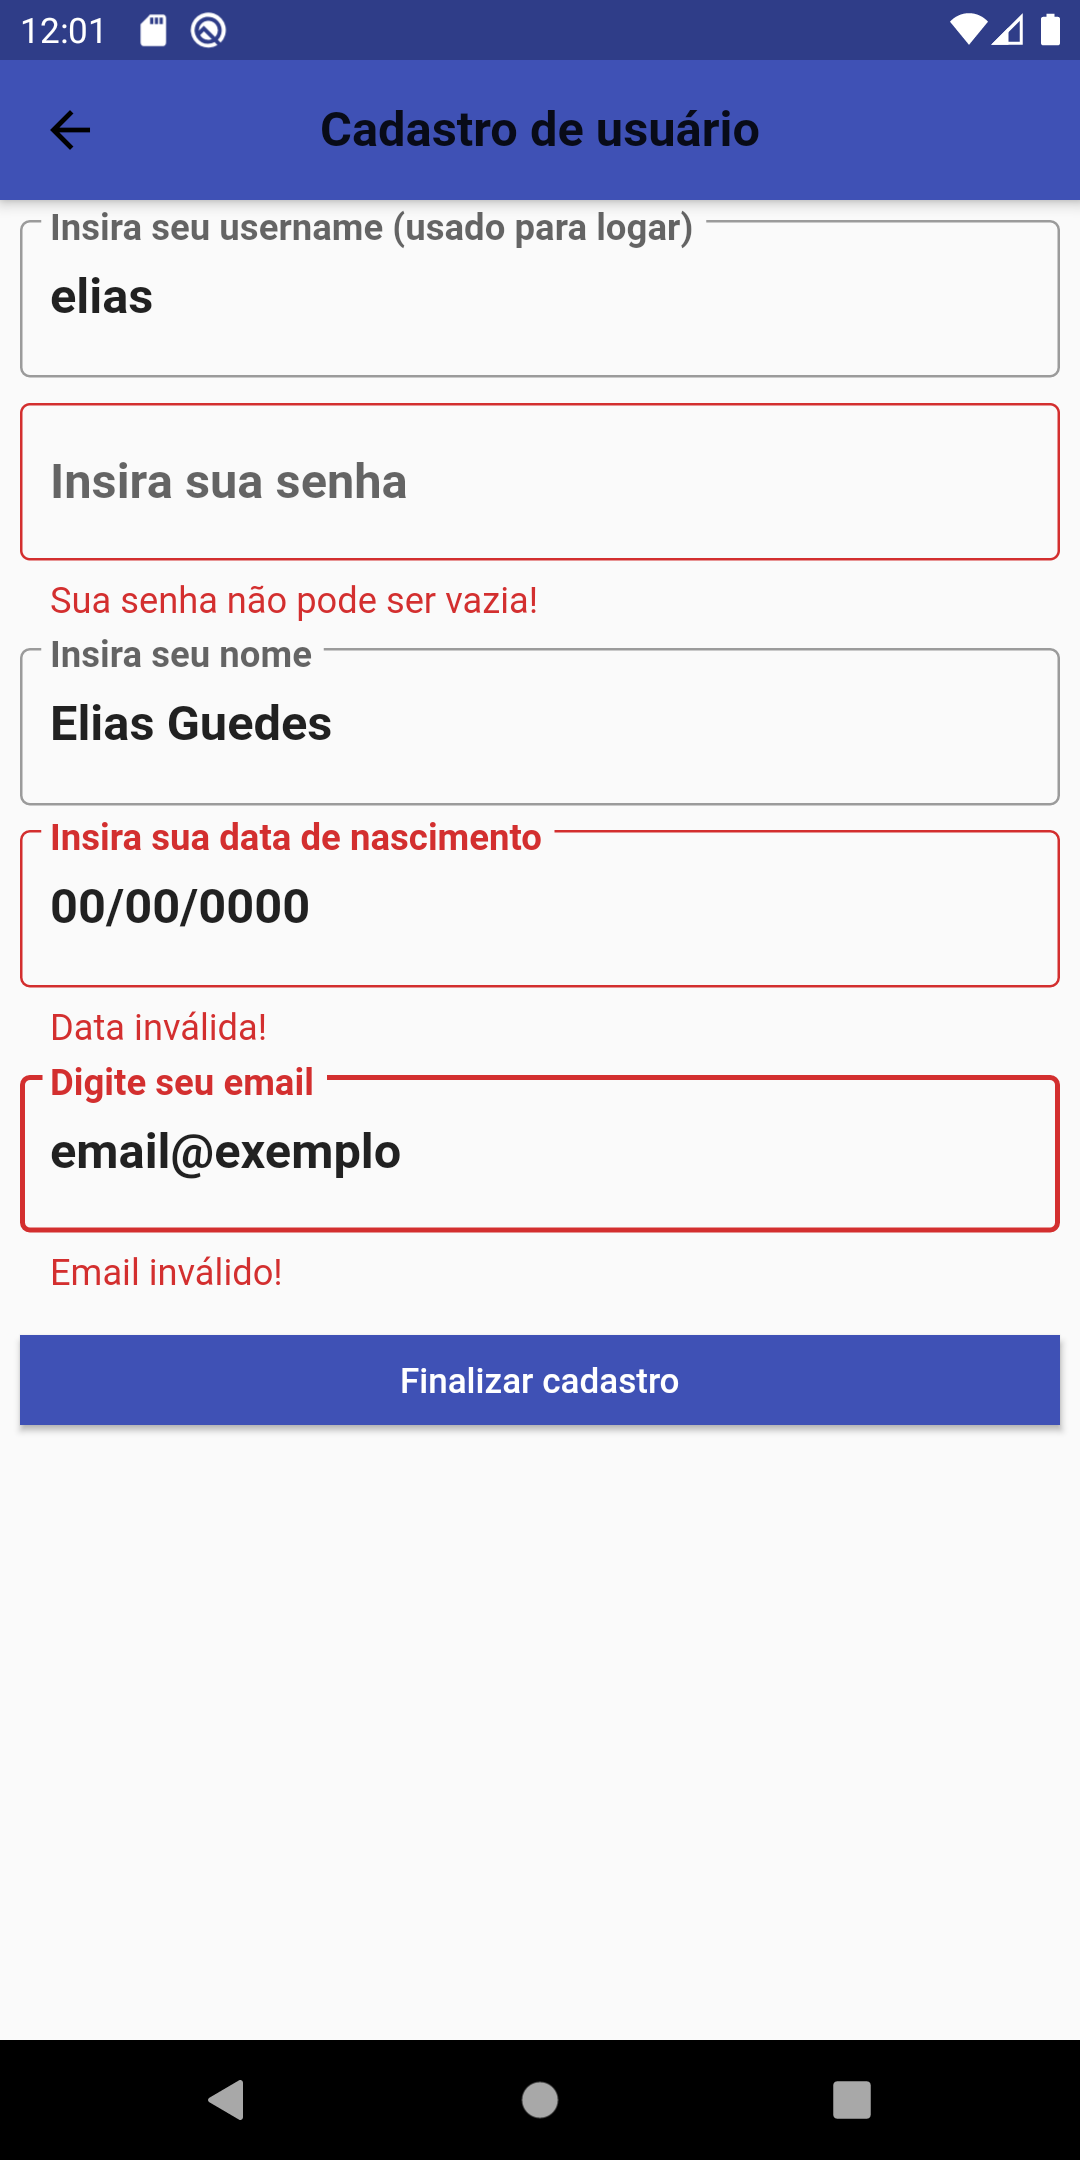 12:01
Cadastro de usuário
Insira seu username (usado para logar)
elias
Insira sua senha
Sua senha não pode ser vazia!
Insira seu nome
Elias Guedes
Insira sua data de nascimento
00/00/0000
Data inválida!
Digite seu email
email@exemplo
Email inválido!
Finalizar cadastro